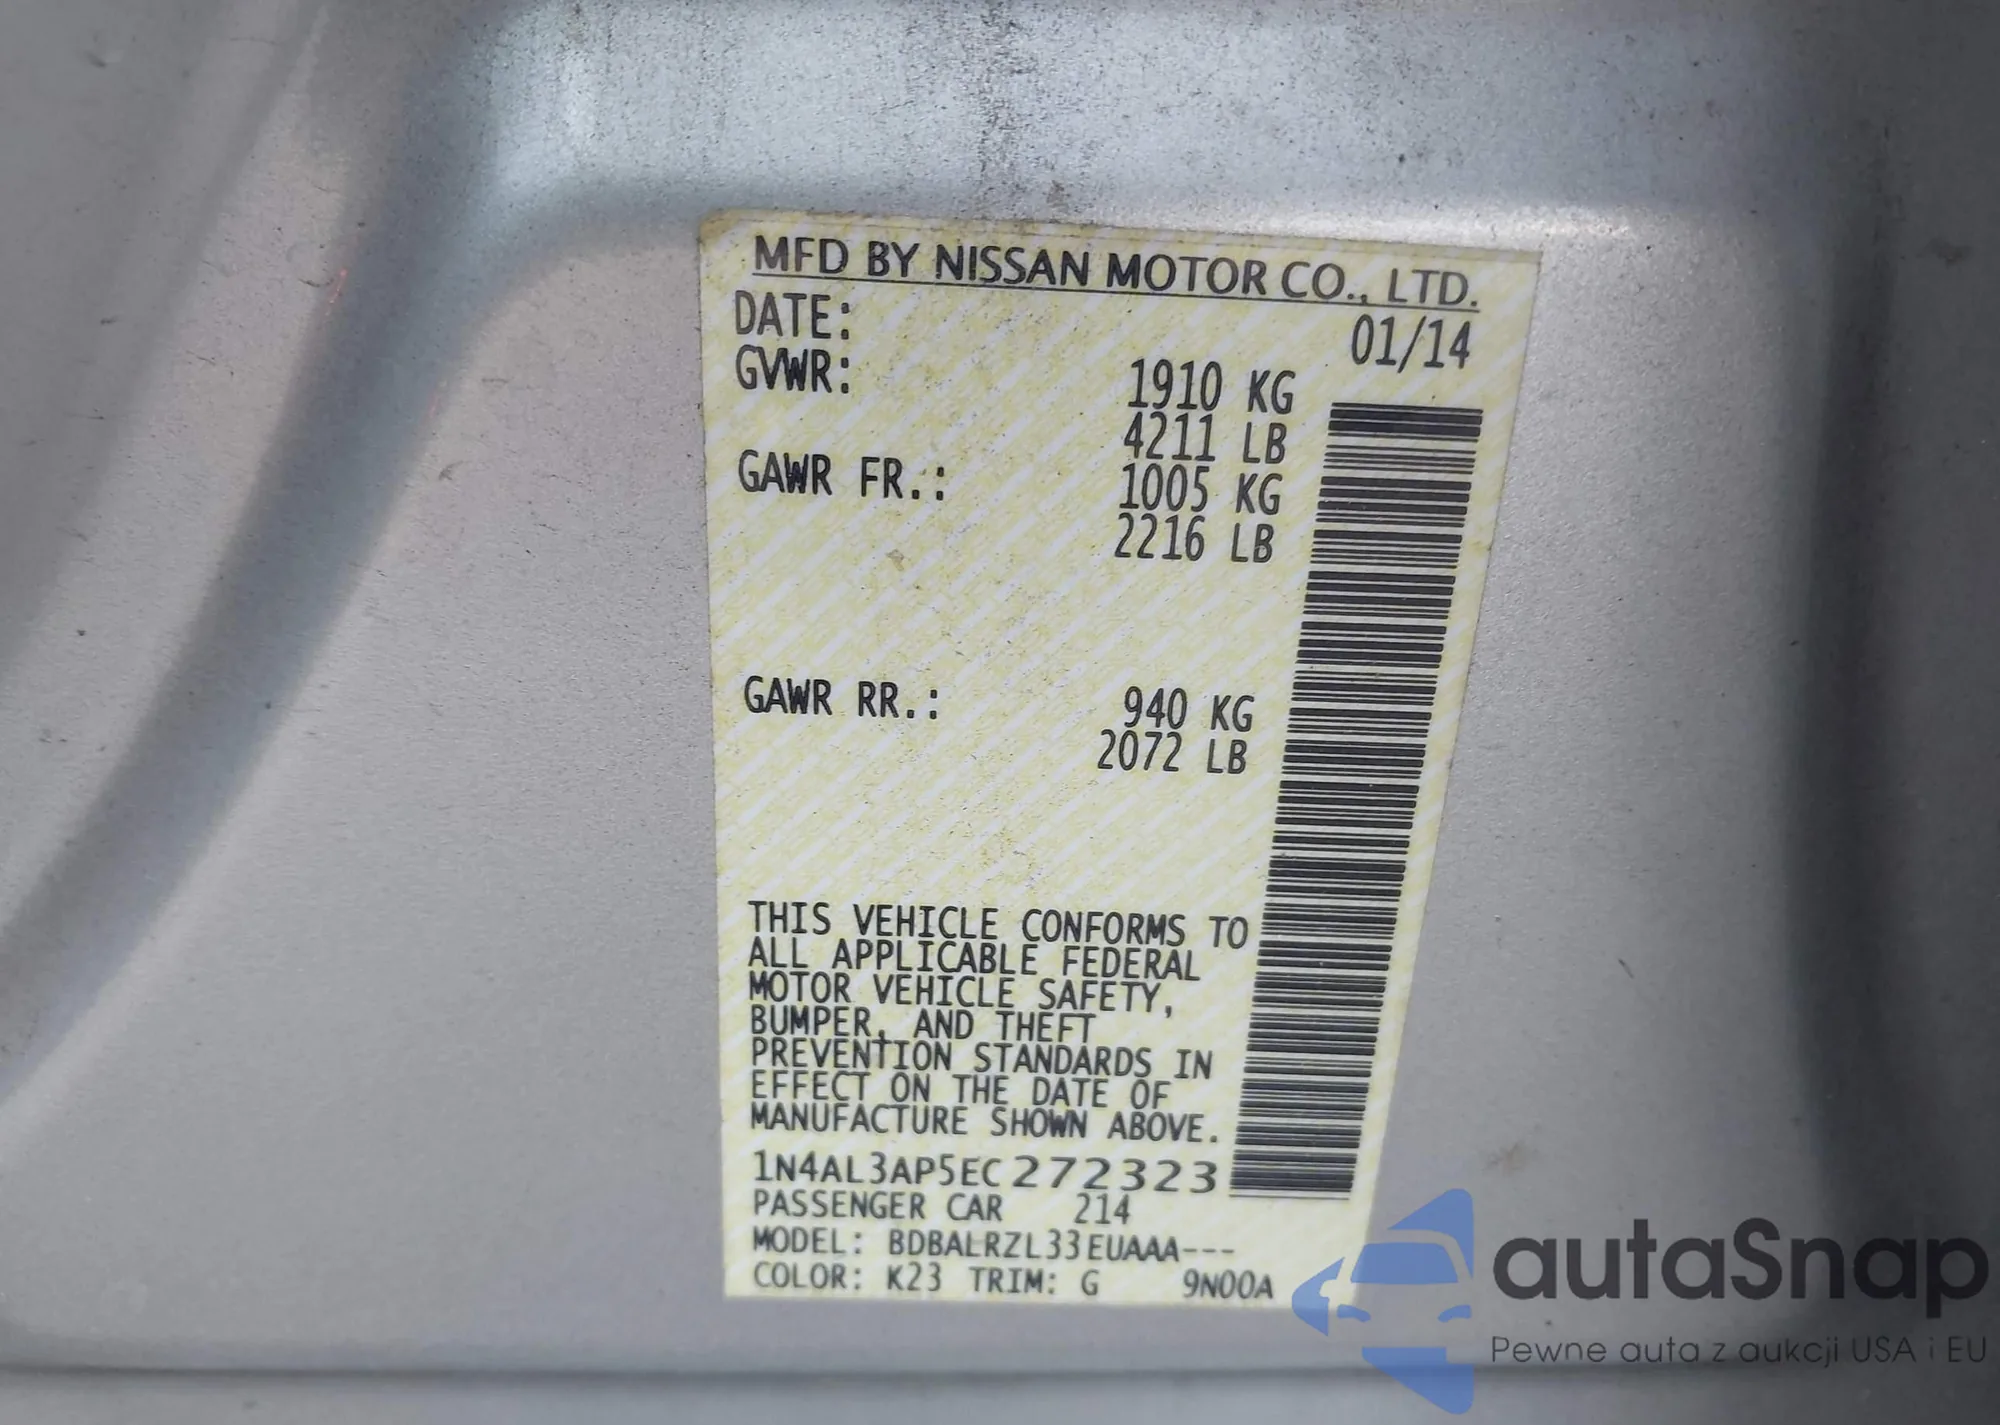 MFD BY NISSAN MOTOR CO., LTD.
DATE: 01/14
GVWR: 1910 KG
4211 LB
GAWR FR.: 1005 KG
2216 LB
GAWR RR.: 940 KG
2072 LB
THIS VEHICLE CONFORMS TO
ALL APPLICABLE FEDERAL
MOTOR VEHICLE SAFETY,
BUMPER, AND THEFT
PREVENTION STANDARDS IN
EFFECT ON THE DATE OF
MANUFACTURE SHOWN ABOVE.
1N4AL3AP5EC272323
PASSENGER CAR 214
MODEL: BDBALRZL33EUAAA---
COLOR: K23 TRIM: G 9N00A
autaSnap
Pewne auta z aukcji USA i EU